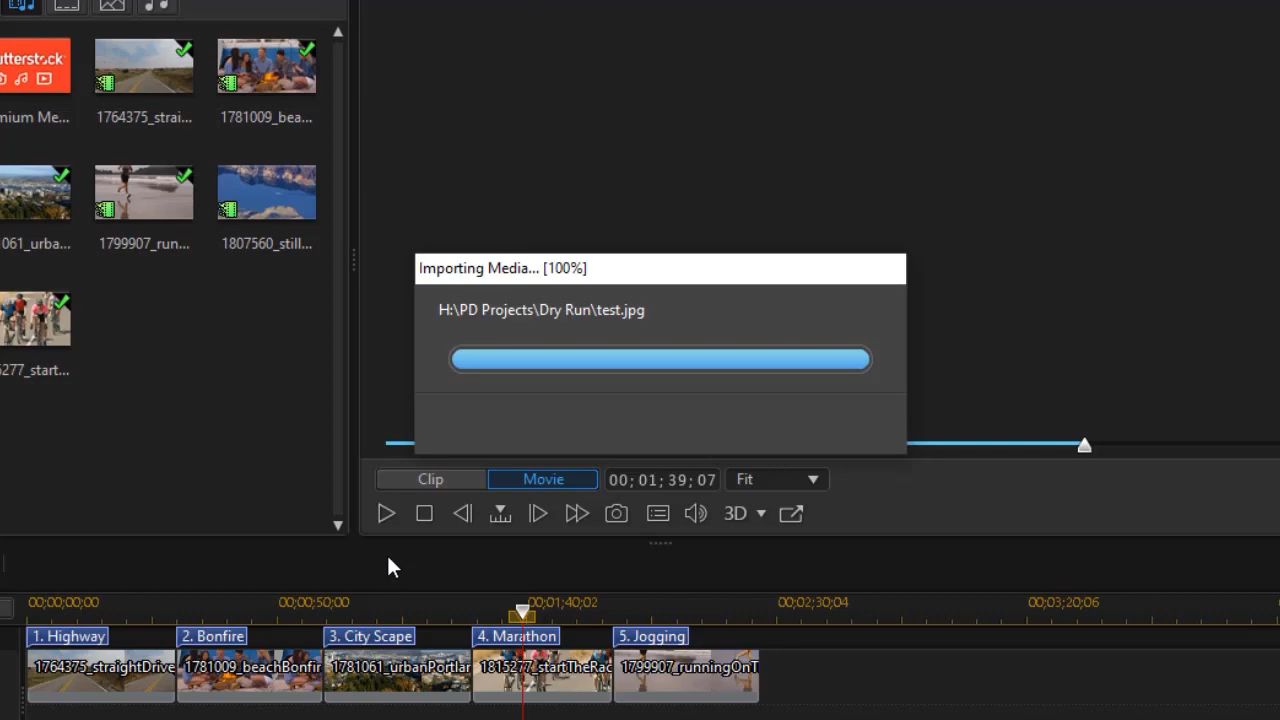 utterstock
mium Me...
1764375_strai...
1781009_bea...
061_urba...
1799907_run...
1807560_still...
277_start...
Importing Media... [100%]
H:\PD Projects\Dry Run\test.jpg
Clip
Movie
00; 01; 39; 07
Fit
3D
00;00;00;00
00;00;50;00
00;01;40;02
00;02;30;04
00;03;20;06
1. Highway
2. Bonfire
3. City Scape
4. Marathon
5. Jogging
1764375_straightDrive
1781009_beachBonfir
1781061_urbanPortlan
1815277_startTheRac
1799907_runningOnT